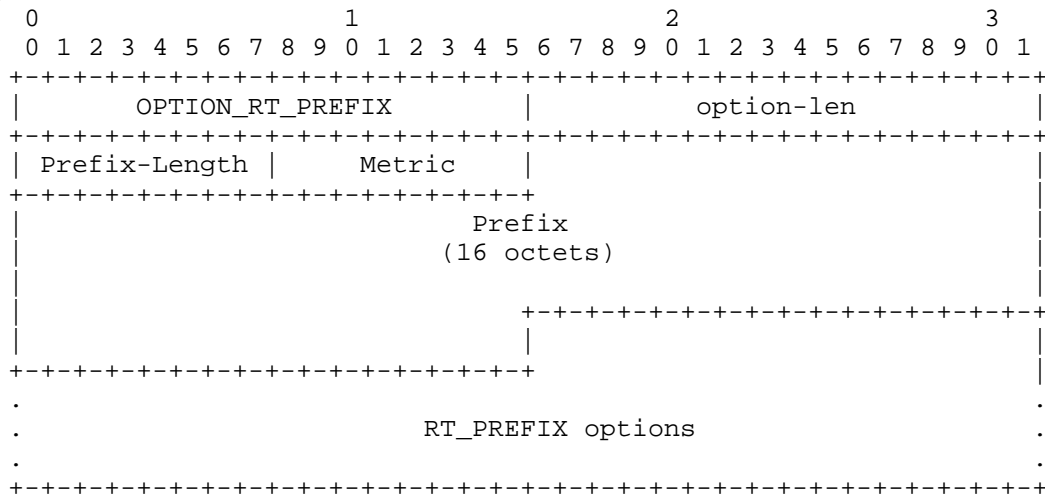 0                   1                   2                   3
 0 1 2 3 4 5 6 7 8 9 0 1 2 3 4 5 6 7 8 9 0 1 2 3 4 5 6 7 8 9 0 1
+-+-+-+-+-+-+-+-+-+-+-+-+-+-+-+-+-+-+-+-+-+-+-+-+-+-+-+-+-+-+-+-+
|       OPTION_RT_PREFIX        |          option-len           |
+-+-+-+-+-+-+-+-+-+-+-+-+-+-+-+-+-+-+-+-+-+-+-+-+-+-+-+-+-+-+-+-+
| Prefix-Length |     Metric    |                               |
+-+-+-+-+-+-+-+-+-+-+-+-+-+-+-+-+                               |
|                            Prefix                             |
|                          (16 octets)                          |
|                                                               |
|                               +-+-+-+-+-+-+-+-+-+-+-+-+-+-+-+-+
|                               |                               |
+-+-+-+-+-+-+-+-+-+-+-+-+-+-+-+-+                               |
.                                                               .
.                         RT_PREFIX options                     .
.                                                               .
+-+-+-+-+-+-+-+-+-+-+-+-+-+-+-+-+-+-+-+-+-+-+-+-+-+-+-+-+-+-+-+-+